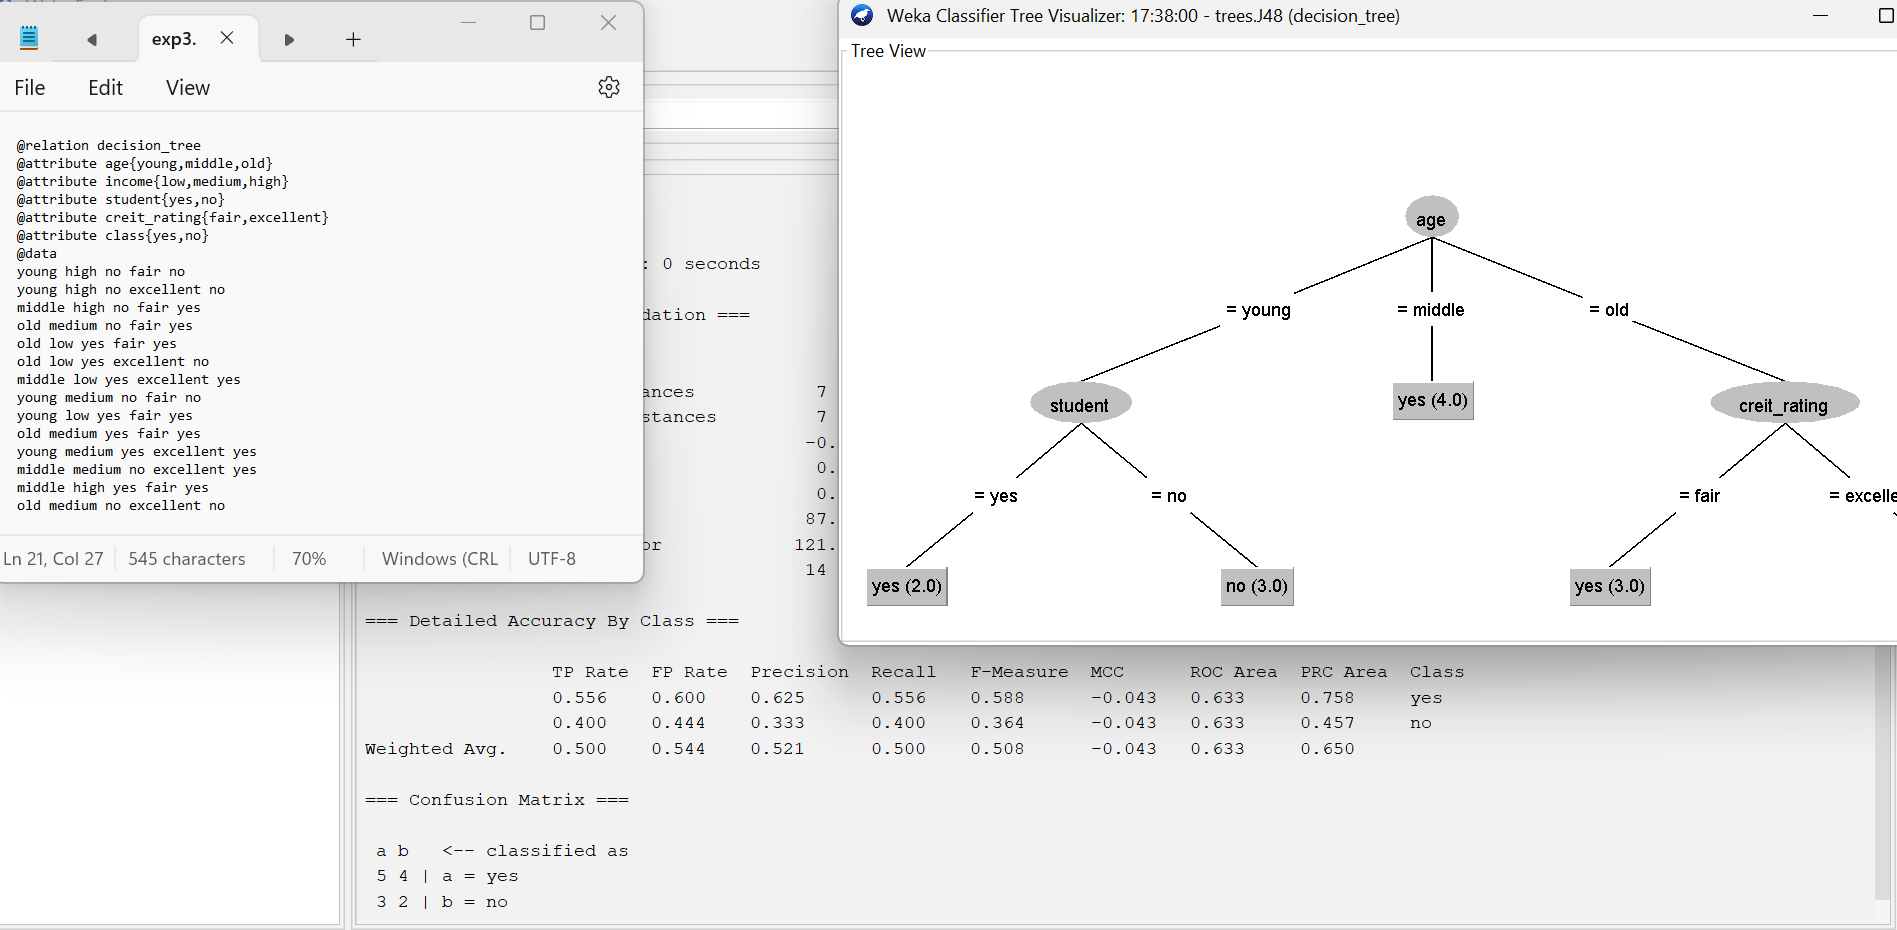 exp3.
File Edit View
@relation decision_tree
@attribute age{young,middle,old}
@attribute income{low,medium,high}
@attribute student{yes,no}
@attribute creit_rating{fair,excellent}
@attribute class{yes,no}
@data
young high no fair no
young high no excellent no
middle high no fair yes
old medium no fair yes
old low yes fair yes
old low yes excellent no
middle low yes excellent yes
young medium no fair no
young low yes fair yes
old medium yes fair yes
young medium yes excellent yes
middle medium no excellent yes
middle high yes fair yes
old medium no excellent no
Ln 21, Col 27 545 characters 70% Windows (CRL UTF-8
Weka Classifier Tree Visualizer: 17:38:00 - trees.J48 (decision_tree)
Tree View
age
= young = middle = old
student yes (4.0) creit_rating
= yes = no = fair = excelle
yes (2.0) no (3.0) yes (3.0)
: 0 seconds
dation ===
ances 7
stances 7
-0.
0.
0.
87.
or 121.
14
=== Detailed Accuracy By Class ===
TP Rate FP Rate Precision Recall F-Measure MCC ROC Area PRC Area Class
0.556 0.600 0.625 0.556 0.588 -0.043 0.633 0.758 yes
0.400 0.444 0.333 0.400 0.364 -0.043 0.633 0.457 no
Weighted Avg. 0.500 0.544 0.521 0.500 0.508 -0.043 0.633 0.650
=== Confusion Matrix ===
a b <-- classified as
5 4 | a = yes
3 2 | b = no